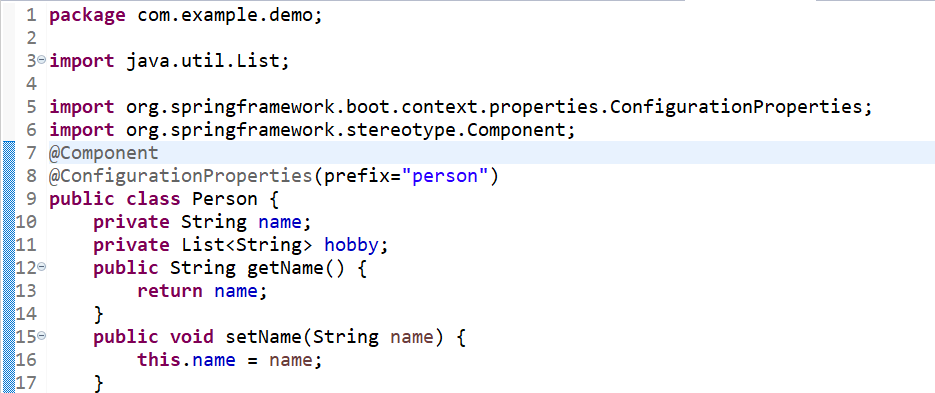 1 package com.example.demo;
2
3 import java.util.List;
4
5 import org.springframework.boot.context.properties.ConfigurationProperties;
6 import org.springframework.stereotype.Component;
7 @Component
8 @ConfigurationProperties(prefix="person")
9 public class Person {
10     private String name;
11     private List<String> hobby;
12     public String getName() {
13         return name;
14     }
15     public void setName(String name) {
16         this.name = name;
17     }